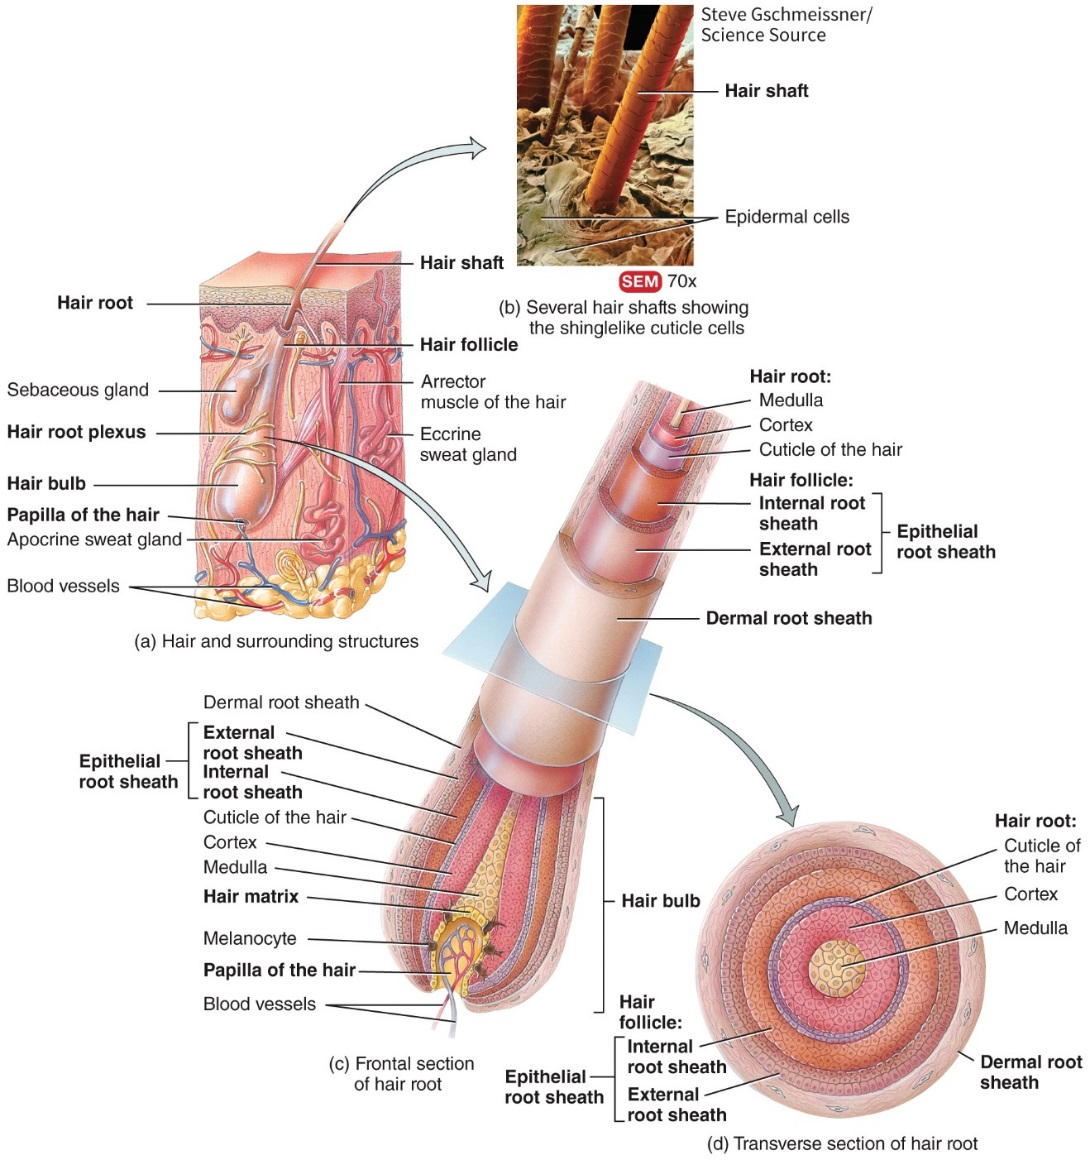 Steve Gschmeissner/
Science Source
Hair shaft
Epidermal cells
SEM 70x
(b) Several hair shafts showing
the shinglelike cuticle cells
Hair shaft
Hair root
Hair follicle
Sebaceous gland
Arrector
muscle of the hair
Hair root plexus
Eccrine
sweat gland
Hair bulb
Papilla of the hair
Apocrine sweat gland
Blood vessels
(a) Hair and surrounding structures
Hair root:
Medulla
Cortex
Cuticle of the hair
Hair follicle:
Internal root
sheath
External root
sheath
Epithelial
root sheath
Dermal root sheath
Dermal root sheath
External
root sheath
Internal
root sheath
Epithelial
root sheath
Cuticle of the hair
Cortex
Medulla
Hair matrix
Melanocyte
Papilla of the hair
Blood vessels
Hair bulb
(c) Frontal section
of hair root
Hair root:
Cuticle of
the hair
Cortex
Medulla
Hair
follicle:
Internal
root sheath
External
root sheath
Epithelial
root sheath
Dermal root
sheath
(d) Transverse section of hair root